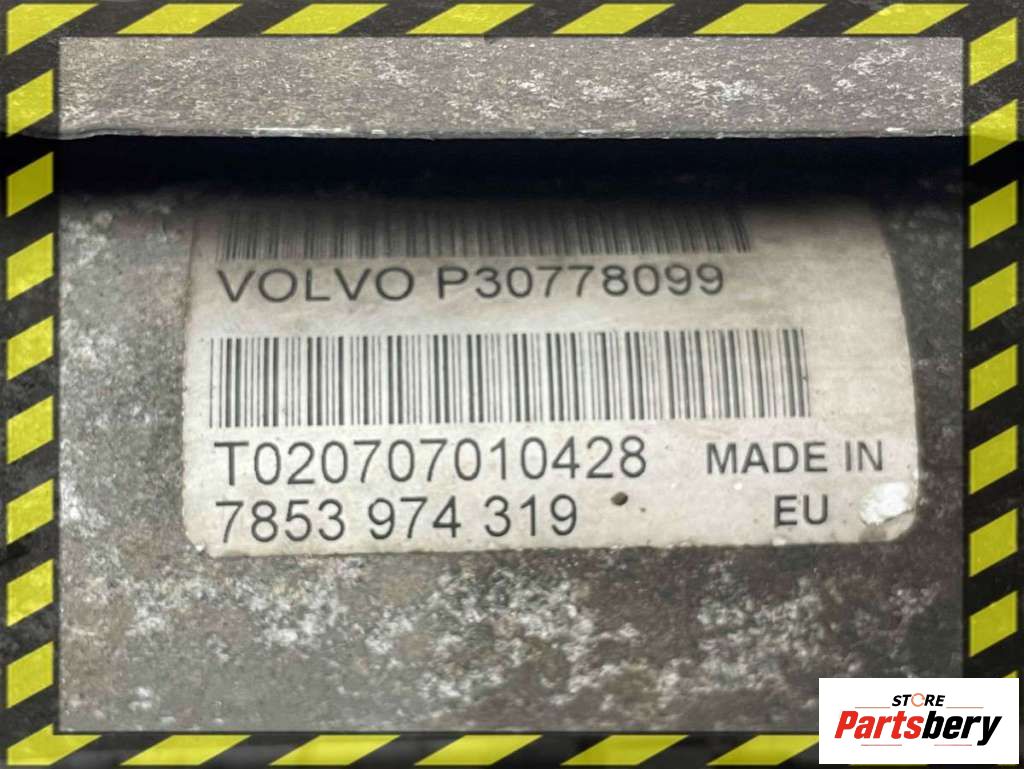 VOLVO P30778099
T020707010428 MADE IN
7853 974 319 EU
STORE
Partsbery